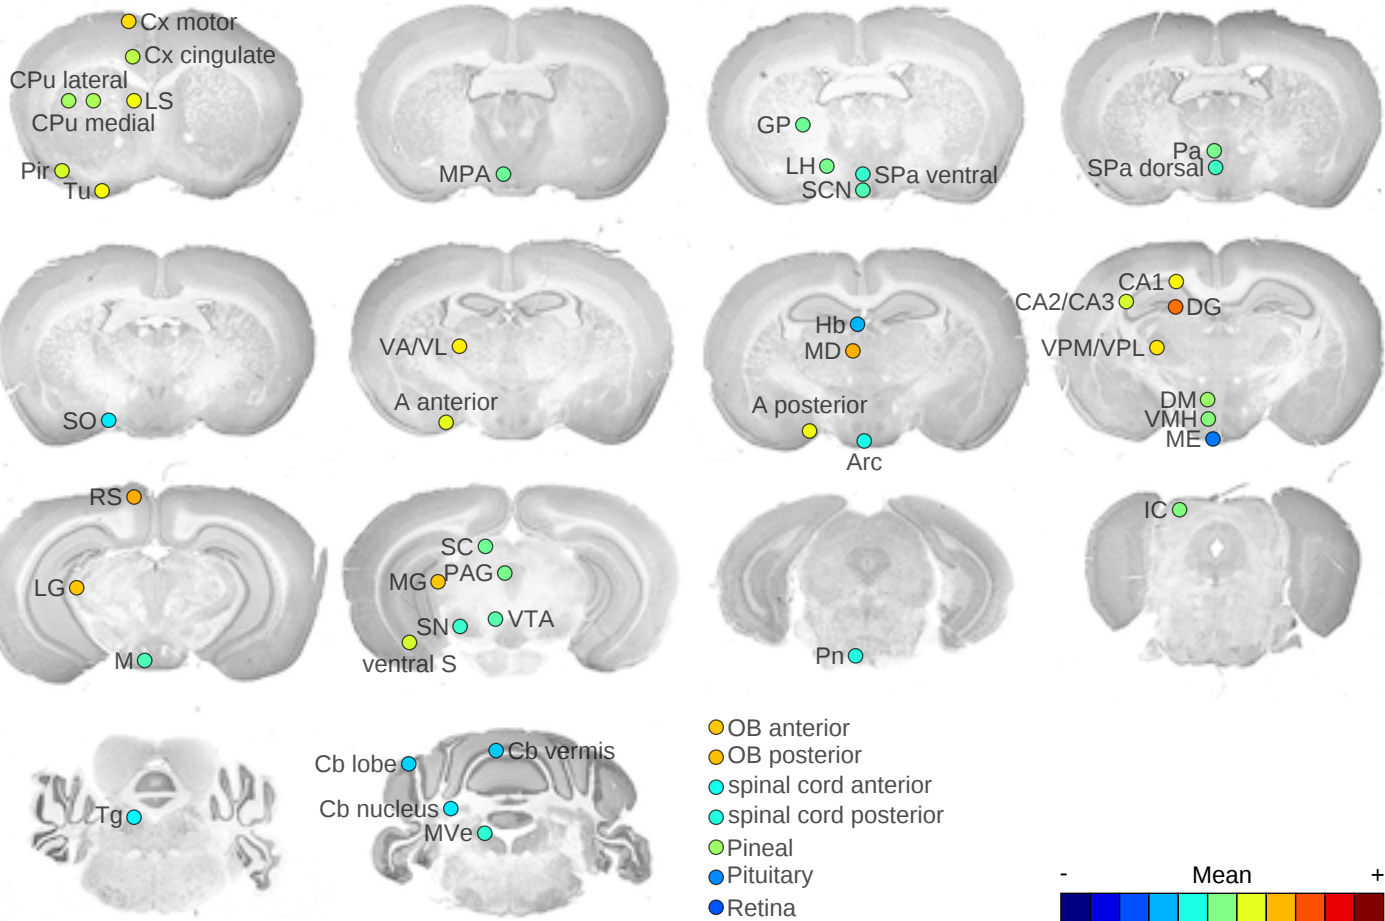 Cx motor
Cx cingulate
CPu lateral
LS
CPu medial
Pir
Tu
MPA
GP
LH
SPa ventral
SCN
Pa
SPa dorsal
SO
VA/VL
A anterior
Hb
MD
A posterior
Arc
CA1
CA2/CA3
DG
VPM/VPL
DM
VMH
ME
RS
LG
M
SC
MG
PAG
SN
VTA
ventral S
Pn
IC
Tg
Cb lobe
Cb vermis
Cb nucleus
MVe
OB anterior
OB posterior
spinal cord anterior
spinal cord posterior
Pineal
Pituitary
Retina
- Mean +